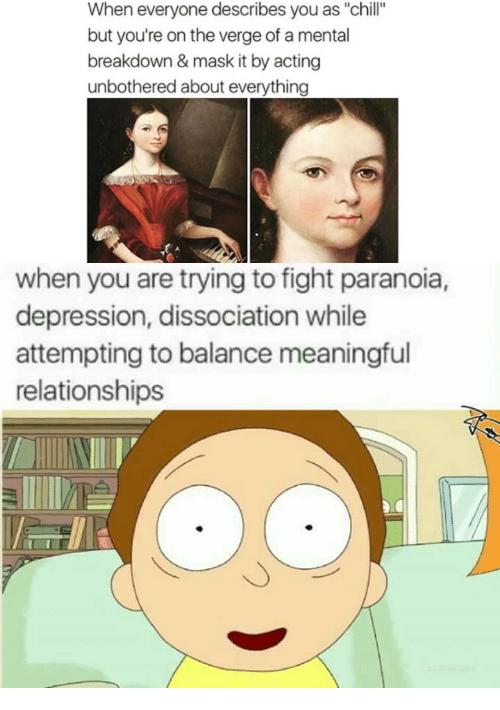 When everyone describes you as "chill"
but you're on the verge of a mental
breakdown & mask it by acting
unbothered about everything
when you are trying to fight paranoia,
depression, dissociation while
attempting to balance meaningful
relationships